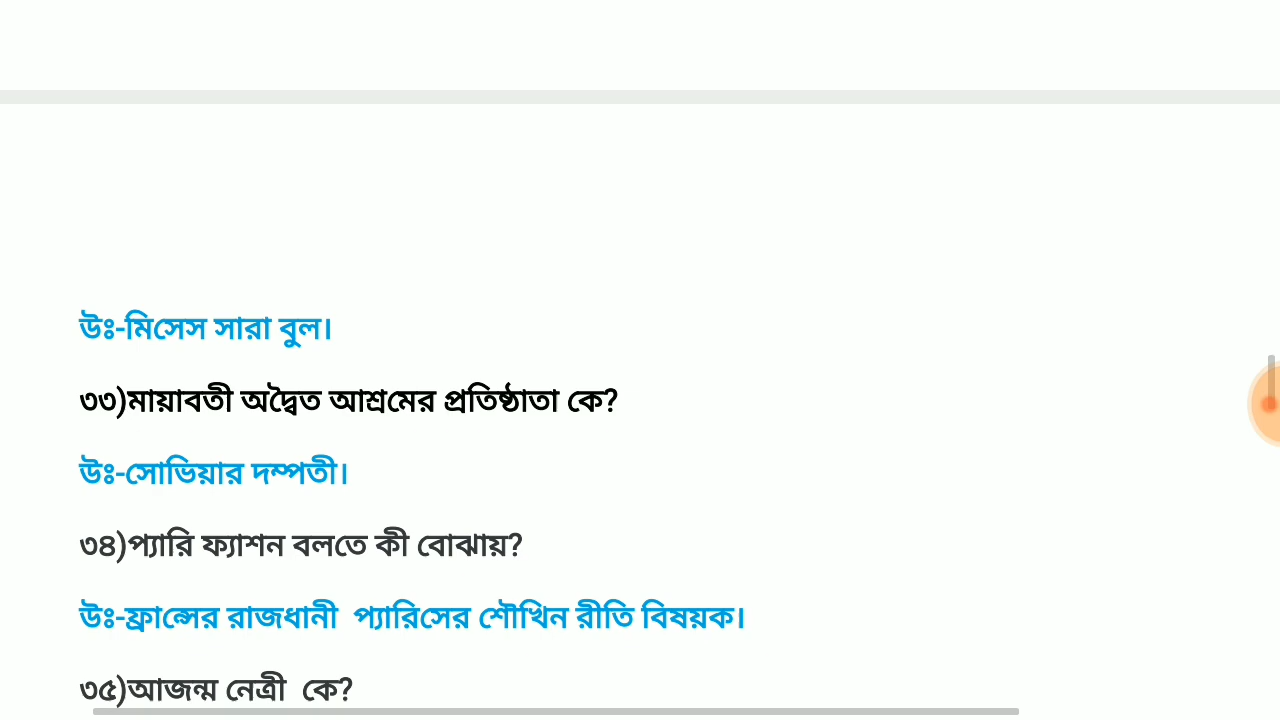 উঃ-মিসেস সারা বুল।
৩৩)মায়াবতী অদ্বৈত আশ্রমের প্রতিষ্ঠাতা কে?
উঃ-সোভিয়ার দম্পতী।
৩৪)প্যারি ফ্যাশন বলতে কী বোঝায়?
উঃ-ফ্রান্সের রাজধানী প্যারিসের শৌখিন রীতি বিষয়ক।
৩৫)আজন্ম নেত্রী কে?